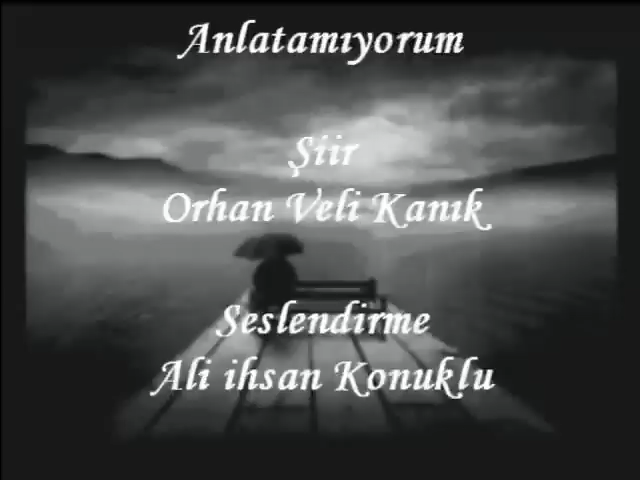 Anlatamıyorum
Şiir
Orhan Veli Kanık
Seslendirme
Ali ihsan Konuklu